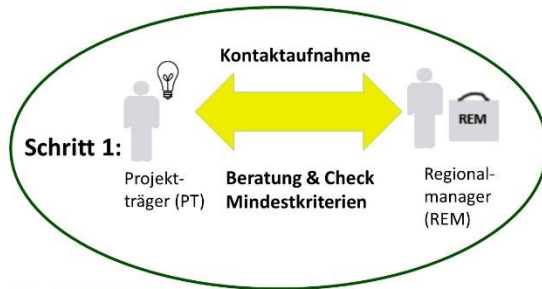 Kontaktaufnahme
REM
Schritt 1:
Projekt-
träger (PT)
Beratung & Check
Mindestkriterien
Regional-
manager
(REM)